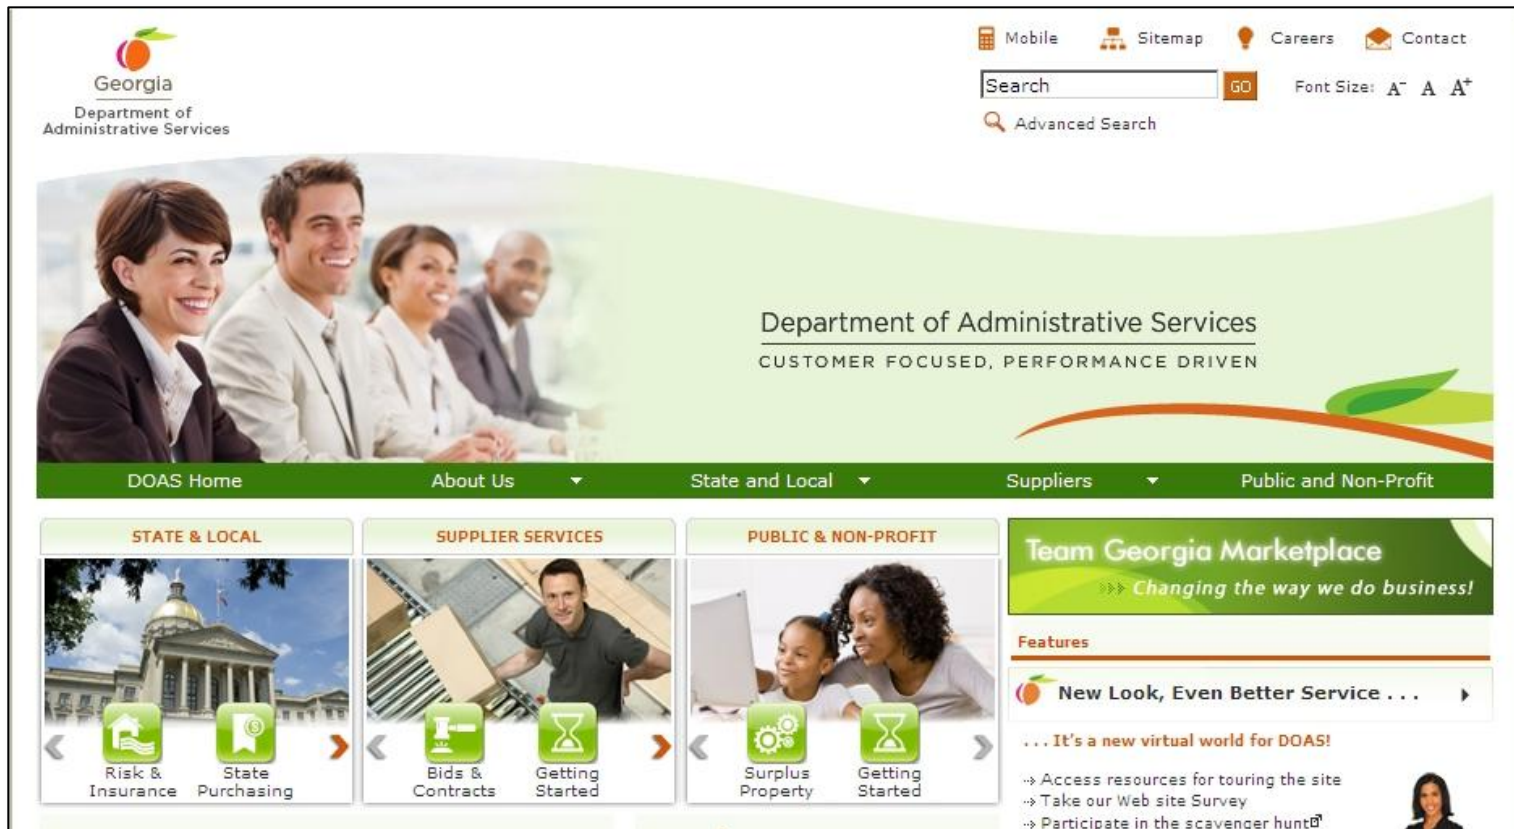 Mobile
Sitemap
Careers
Contact
Georgia
Department of
Administrative Services
Search
GO
Font Size: A- A A+
Advanced Search
Department of Administrative Services
CUSTOMER FOCUSED, PERFORMANCE DRIVEN
DOAS Home
About Us
State and Local
Suppliers
Public and Non-Profit
STATE & LOCAL
Risk &
Insurance
State
Purchasing
SUPPLIER SERVICES
Bids &
Contracts
Getting
Started
PUBLIC & NON-PROFIT
Surplus
Property
Getting
Started
Team Georgia Marketplace
Changing the way we do business!
Features
New Look, Even Better Service . . .
. . . It's a new virtual world for DOAS!
Access resources for touring the site
Take our Web site Survey
Participate in the scavenger hunt